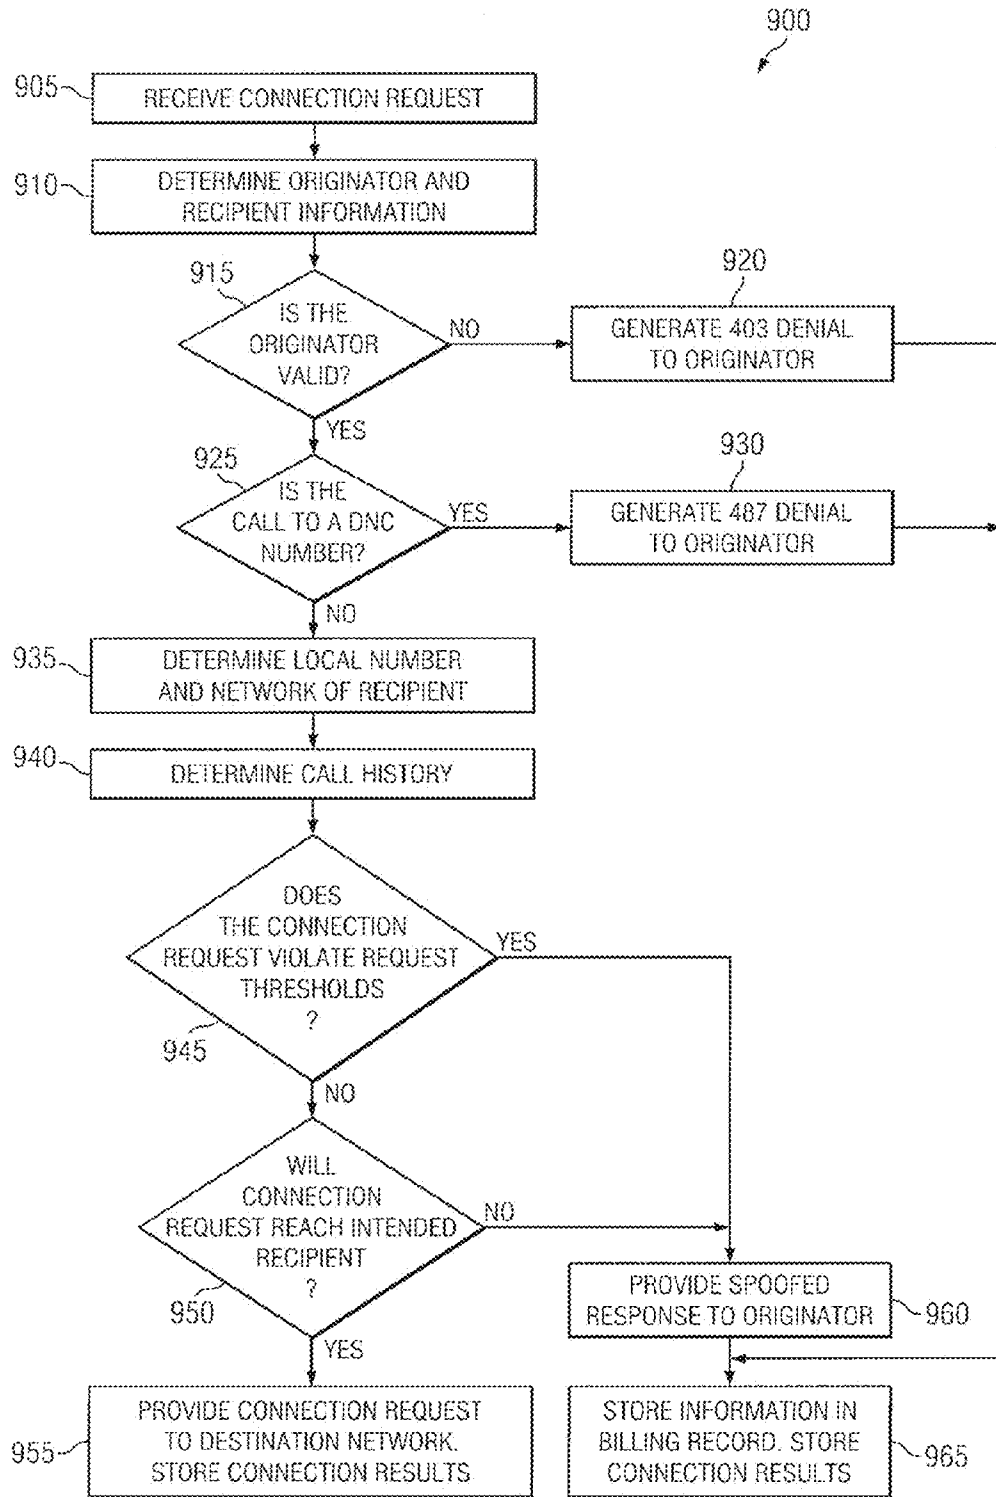 900
905
RECEIVE CONNECTION REQUEST
910
DETERMINE ORIGINATOR AND
RECIPIENT INFORMATION
915
IS THE
ORIGINATOR
VALID?
NO
920
GENERATE 403 DENIAL
TO ORIGINATOR
YES
925
IS THE
CALL TO A DNC
NUMBER?
YES
930
GENERATE 487 DENIAL
TO ORIGINATOR
NO
935
DETERMINE LOCAL NUMBER
AND NETWORK OF RECIPIENT
940
DETERMINE CALL HISTORY
DOES
THE CONNECTION
REQUEST VIOLATE REQUEST
THRESHOLDS
?
945
YES
NO
WILL
CONNECTION
REQUEST REACH INTENDED
RECIPIENT
?
950
NO
YES
PROVIDE SPOOFED
RESPONSE TO ORIGINATOR
960
955
PROVIDE CONNECTION REQUEST
TO DESTINATION NETWORK.
STORE CONNECTION RESULTS
STORE INFORMATION IN
BILLING RECORD. STORE
CONNECTION RESULTS
965